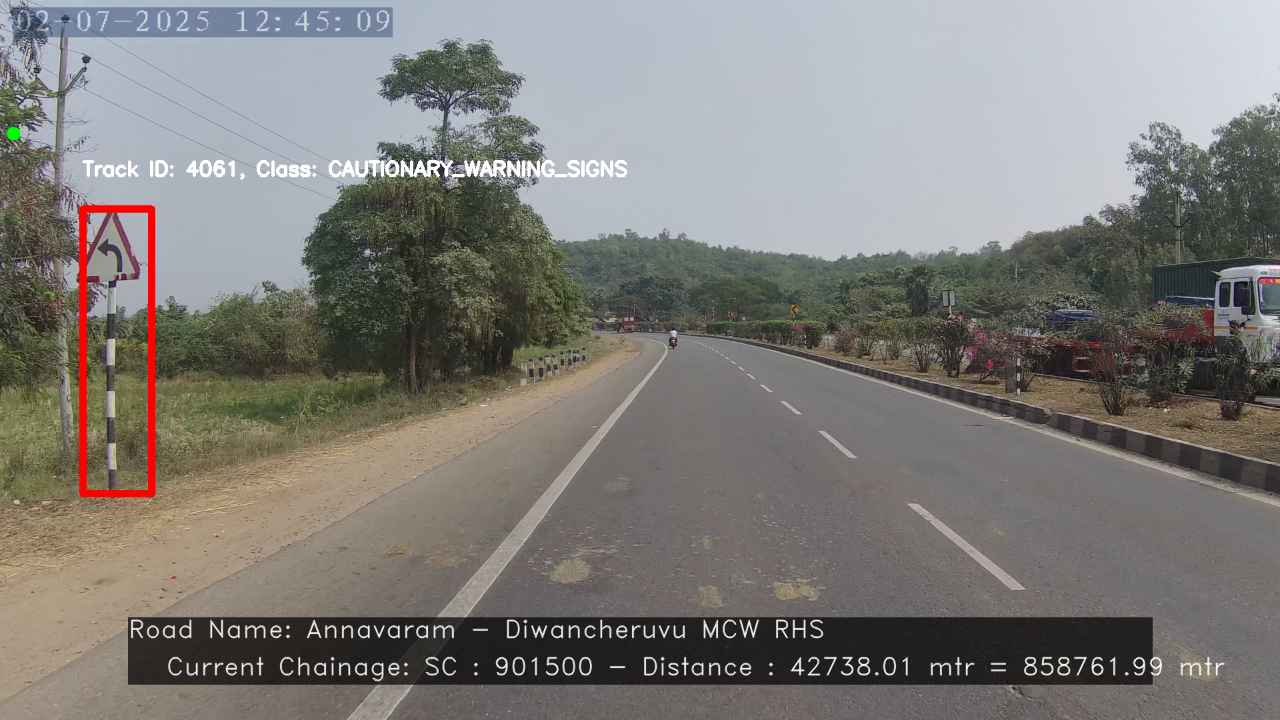 02-07-2025 12:45:09
Track ID: 4061, Class: CAUTIONARY_WARNING_SIGNS
Road Name: Annavaram - Diwancheruvu MCW RHS
Current Chainage: SC : 901500 - Distance : 42738.01 mtr = 858761.99 mtr